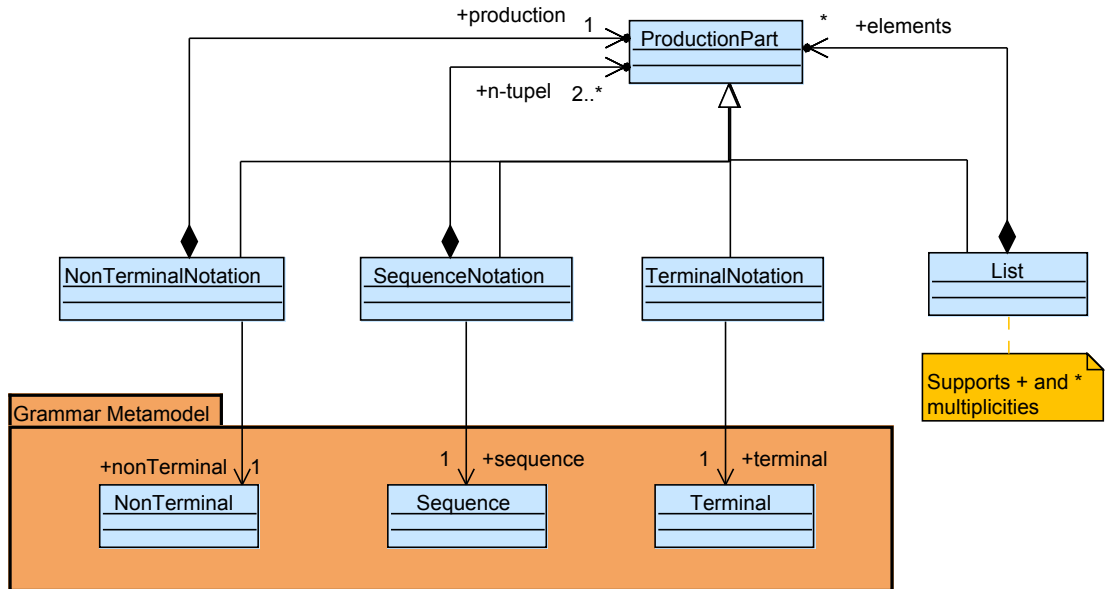 +production
1
ProductionPart
*
+elements
+n-tupel
2..*
NonTerminalNotation
SequenceNotation
TerminalNotation
List
Supports + and *
multiplicities
Grammar Metamodel
+nonTerminal
1
1
+sequence
1
+terminal
NonTerminal
Sequence
Terminal